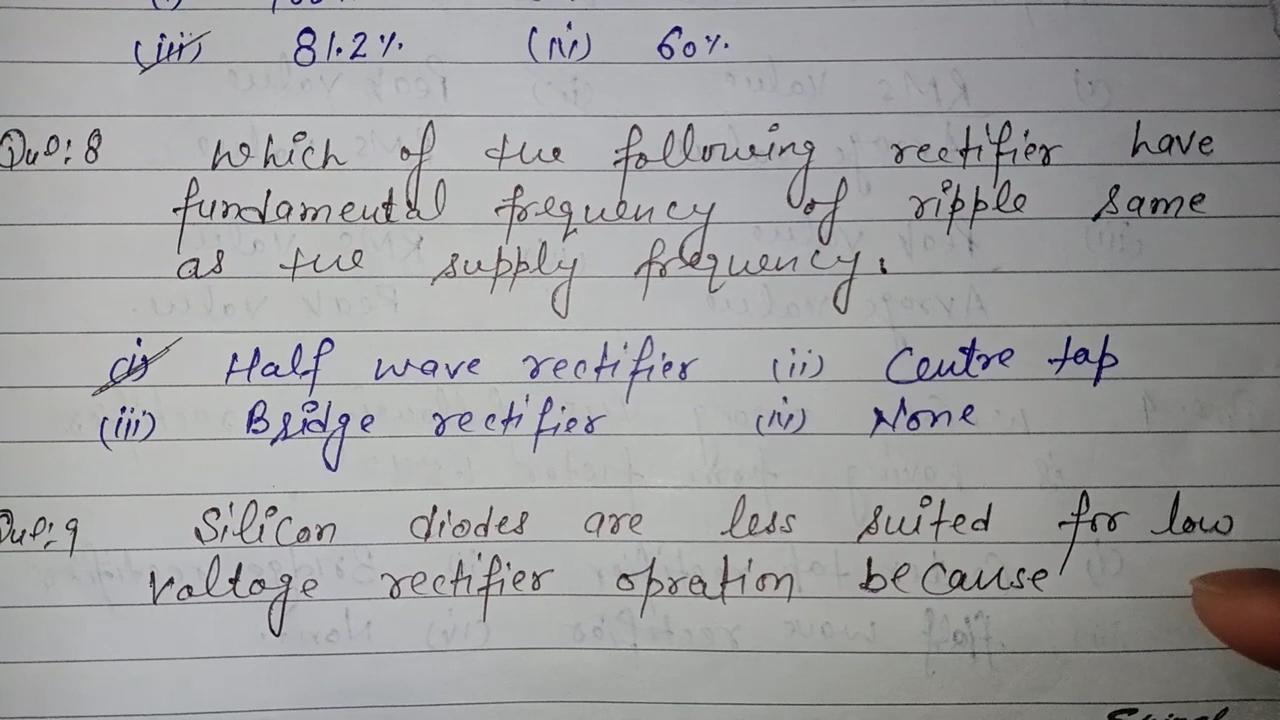 (iii) 81.2% (iv) 60%
Que:8 Which of the following rectifier have
fundamental frequency of ripple same
as the supply frequency.
(i) Half wave rectifier (ii) Centre tap
(iii) Bridge rectifier (iv) None
Que:9 Silicon diodes are less suited for low
voltage rectifier opration because